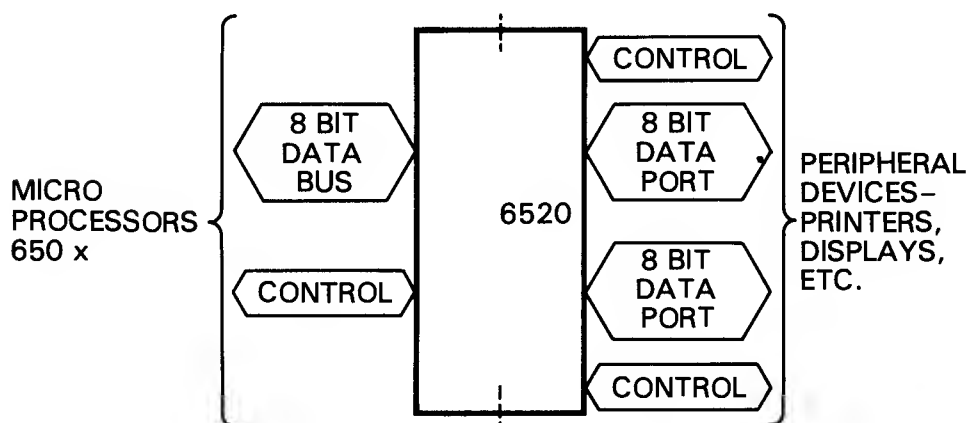 MICRO
PROCESSORS
650 x
8 BIT
DATA
BUS
CONTROL
6520
CONTROL
8 BIT
DATA
PORT
8 BIT
DATA
PORT
CONTROL
PERIPHERAL
DEVICES–
PRINTERS,
DISPLAYS,
ETC.